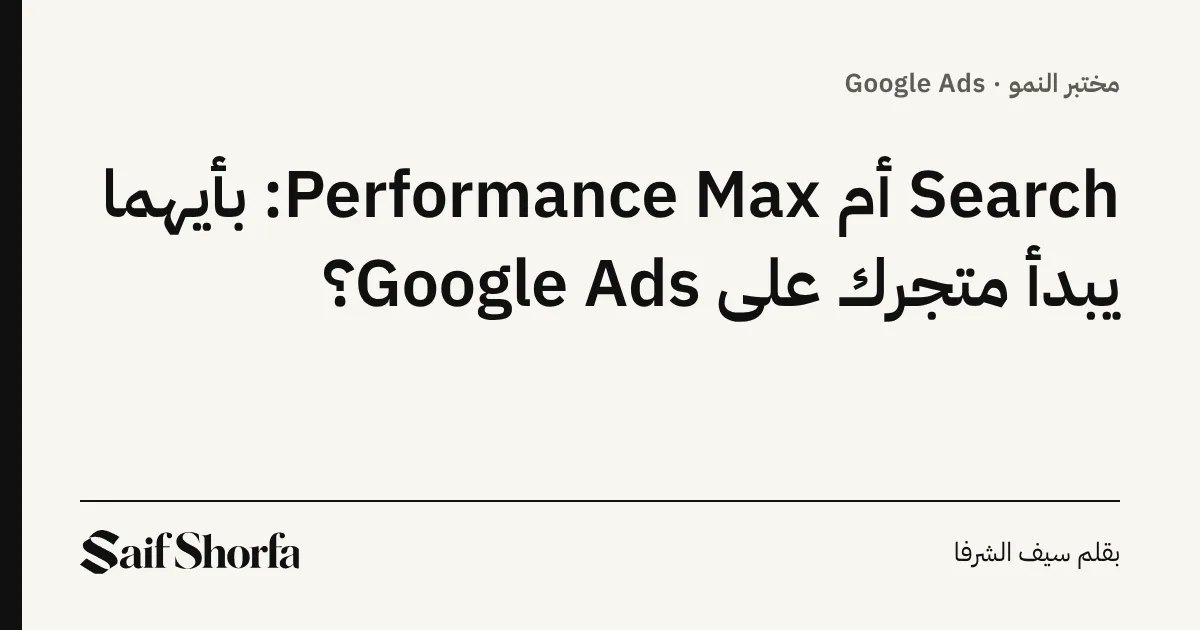 مختبر النمو · Google Ads
Search أم Performance Max: بأيهما
يبدأ متجرك على Google Ads؟
بقلم سيف الشرفا
Saif Shorfa